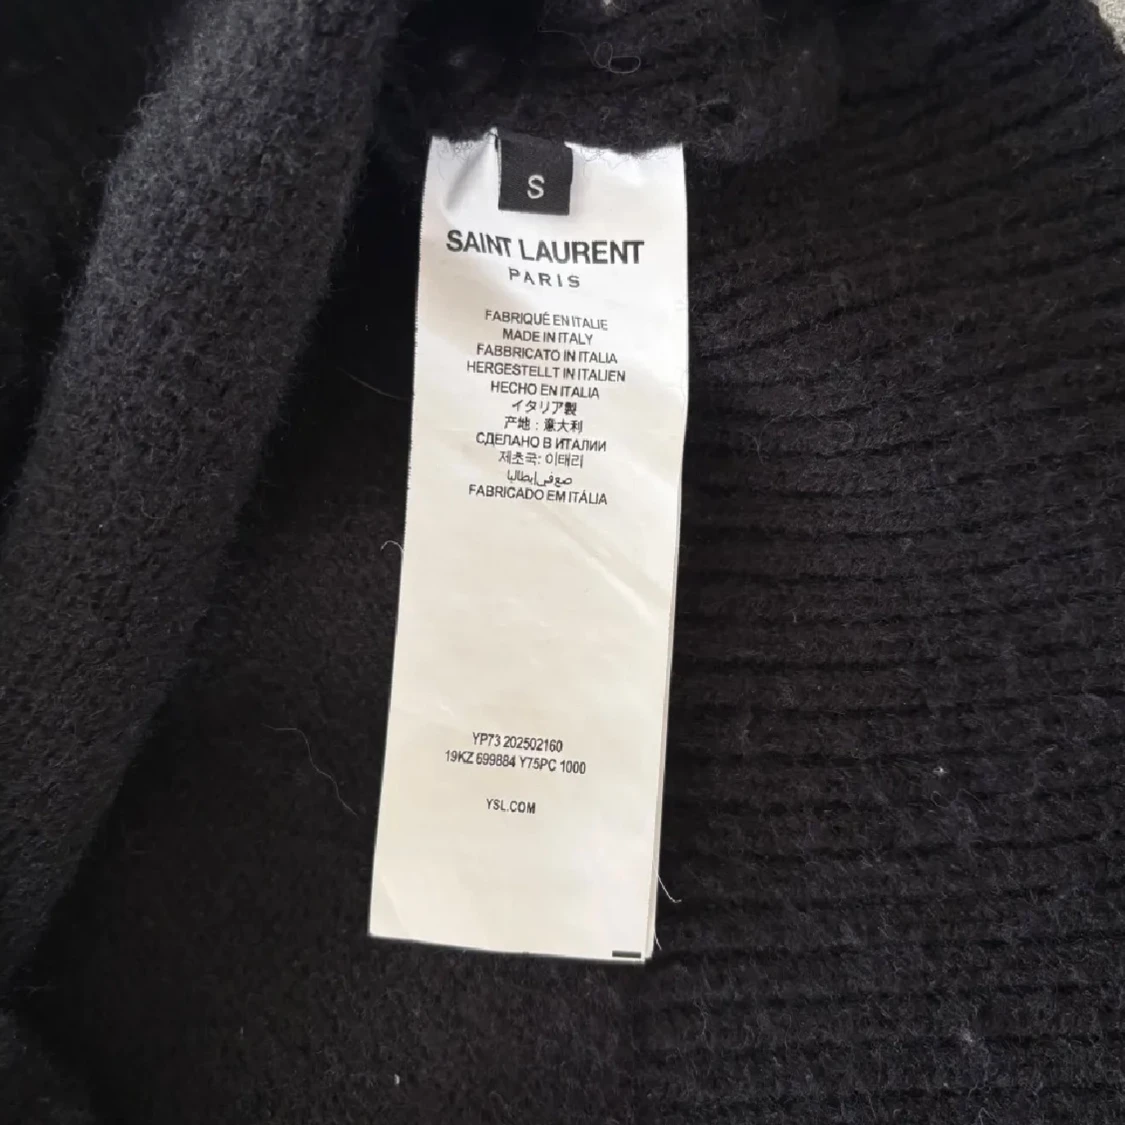 S
SAINT LAURENT
PARIS
FABRIQUÉ EN ITALIE
MADE IN ITALY
FABBRICATO IN ITALIA
HERGESTELLT IN ITALIEN
HECHO EN ITALIA
イタリア製
产地：意大利
СДЕЛАНО В ИТАЛИИ
제조국: 이태리
صنع في إيطاليا
FABRICADO EM ITÁLIA
YP73 202502160
19KZ 699884 Y75PC 1000
YSL.COM